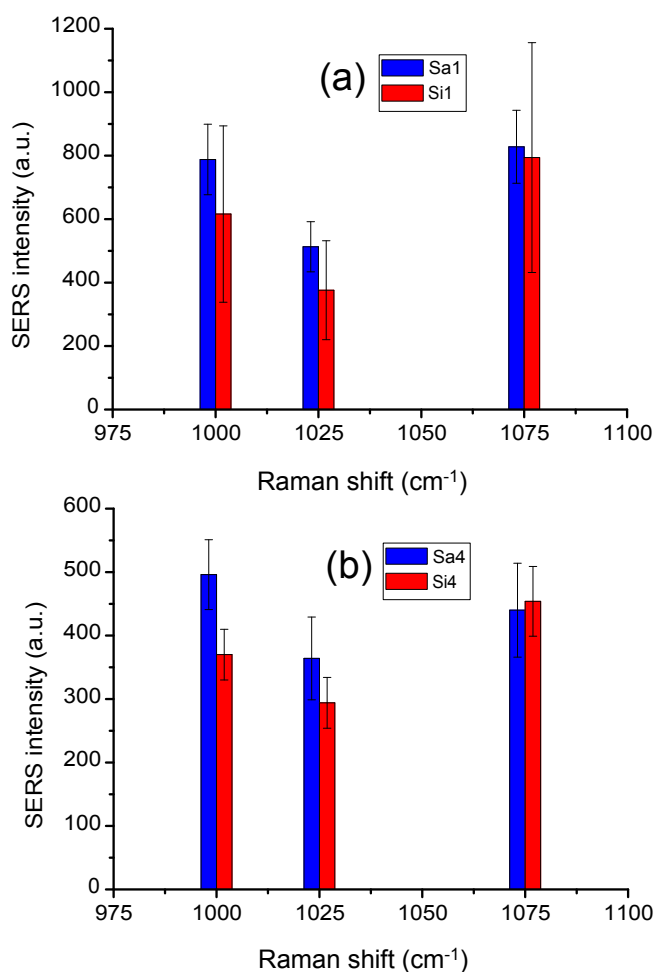 1200
1000
800
600
400
200
0
975 1000 1025 1050 1075 1100
SERS intensity (a.u.)
Raman shift (cm⁻¹)
(a)
Sa1
Si1
600
500
400
300
200
100
0
975 1000 1025 1050 1075 1100
SERS intensity (a.u.)
Raman shift (cm⁻¹)
(b)
Sa4
Si4